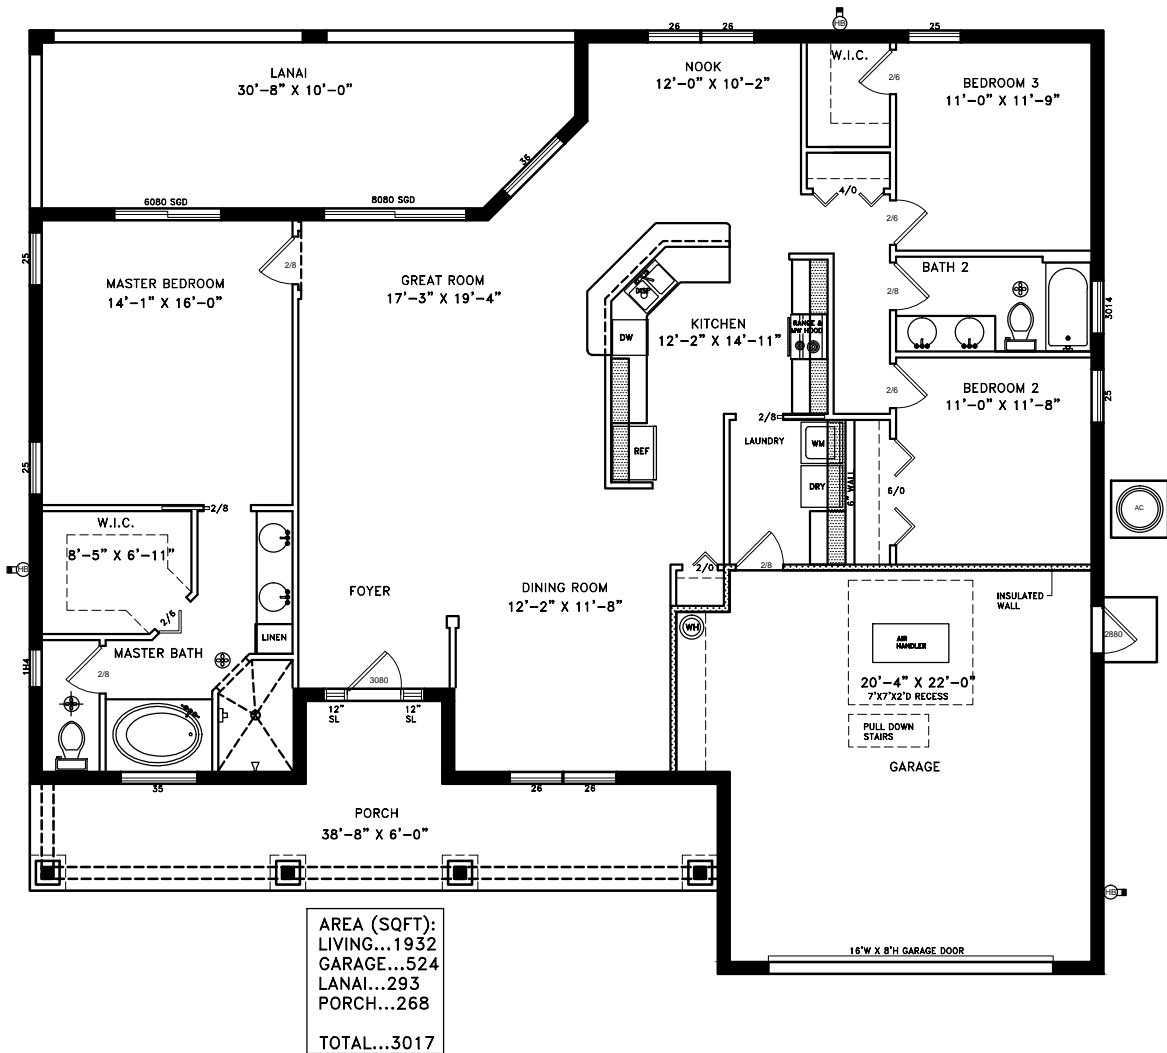 26
26
25
HB
LANAI
30'-8" X 10'-0"
NOOK
12'-0" X 10'-2"
W.I.C.
2/6
BEDROOM 3
11'-0" X 11'-9"
36
4/0
6080 SGD
8080 SGD
2/6
25
2/8
MASTER BEDROOM
14'-1" X 16'-0"
GREAT ROOM
17'-3" X 19'-4"
DISP
BATH 2
2/8
3014
DW
KITCHEN
12'-2" X 14'-11"
RANGE &
MW HOOD
2/6
BEDROOM 2
11'-0" X 11'-8"
25
2/8
LAUNDRY
WM
REF
DRY
6" WALL
6/0
25
2/8
AC
W.I.C.
8'-5" X 6'-11"
HB
2/6
LINEN
FOYER
DINING ROOM
12'-2" X 11'-8"
2/0
2/8
INSULATED
WALL
WH
AIR
HANDLER
2880
1H4
MASTER BATH
2/8
3080
12"
SL
12"
SL
20'-4" X 22'-0"
7'X7'X2'D RECESS
PULL DOWN
STAIRS
GARAGE
35
26
26
PORCH
38'-8" X 6'-0"
HB
16'W X 8'H GARAGE DOOR
AREA (SQFT):
LIVING...1932
GARAGE...524
LANAI...293
PORCH...268
TOTAL...3017